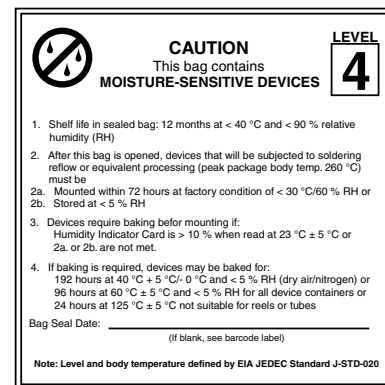 LEVEL
CAUTION
This bag contains
MOISTURE-SENSITIVE DEVICES
4
1. Shelf life in sealed bag: 12 months at < 40 °C and < 90 % relative
humidity (RH)
2. After this bag is opened, devices that will be subjected to soldering
reflow or equivalent processing (peak package body temp. 260 °C)
must be
2a. Mounted within 72 hours at factory condition of < 30 °C/60 % RH or
2b. Stored at < 5 % RH
3. Devices require baking befor mounting if:
Humidity Indicator Card is > 10 % when read at 23 °C ± 5 °C or
2a. or 2b. are not met.
4. If baking is required, devices may be baked for:
192 hours at 40 °C + 5 °C/- 0 °C and < 5 % RH (dry air/nitrogen) or
96 hours at 60 °C ± 5 °C and < 5 % RH for all device containers or
24 hours at 125 °C ± 5 °C not suitable for reels or tubes
Bag Seal Date:
(If blank, see barcode label)
Note: Level and body temperature defined by EIA JEDEC Standard J-STD-020